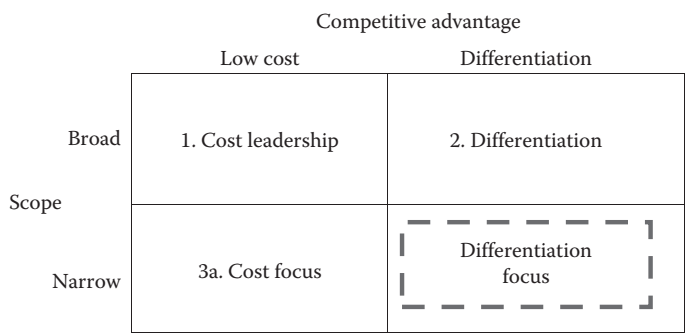 Competitive advantage
Low cost
Differentiation
Broad
1. Cost leadership
2. Differentiation
Scope
Narrow
3a. Cost focus
Differentiation
focus